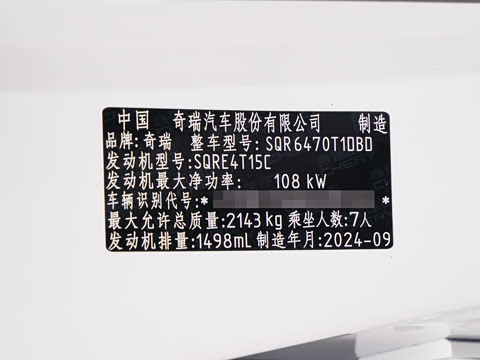 中国 奇瑞汽车股份有限公司 制造
品牌:奇瑞 整车型号:SQR6470T1DBD
发动机型号:SQRE4T15C
发动机最大净功率: 108 kW
车辆识别代号:* *
最大允许总质量:2143kg 乘坐人数:7人
发动机排量:1498mL 制造年月:2024-09